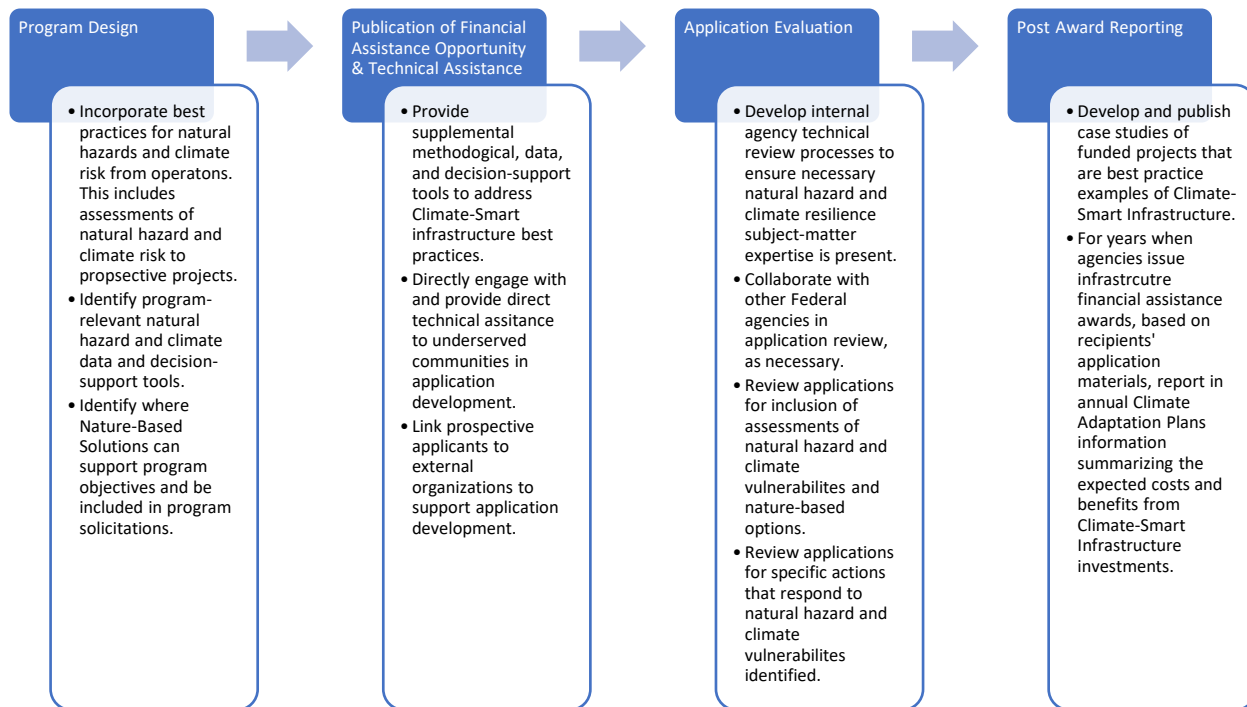 Program Design
• Incorporate best
practices for natural
hazards and climate
risk from operatons.
This includes
assessments of
natural hazard and
climate risk to
propsective projects.
• Identify program-
relevant natural
hazard and climate
data and decision-
support tools.
• Identify where
Nature-Based
Solutions can
support program
objectives and be
included in program
solicitations.
Publication of Financial
Assistance Opportunity
& Technical Assistance
• Provide
supplemental
methodogical, data,
and decision-support
tools to address
Climate-Smart
infrastructure best
practices.
• Directly engage with
and provide direct
technical assitance
to underserved
communities in
application
development.
• Link prospective
applicants to
external
organizations to
support application
development.
Application Evaluation
• Develop internal
agency technical
review processes to
ensure necessary
natural hazard and
climate resilience
subject-matter
expertise is present.
• Collaborate with
other Federal
agencies in
application review,
as necessary.
• Review applications
for inclusion of
assessments of
natural hazard and
climate
vulnerabilites and
nature-based
options.
• Review applications
for specific actions
that respond to
natural hazard and
climate
vulnerabilites
identified.
Post Award Reporting
• Develop and publish
case studies of
funded projects that
are best practice
examples of Climate-
Smart Infrastructure.
• For years when
agencies issue
infrastrcutre
financial assistance
awards, based on
recipients'
application
materials, report in
annual Climate
Adaptation Plans
information
summarizing the
expected costs and
benefits from
Climate-Smart
Infrastructure
investments.